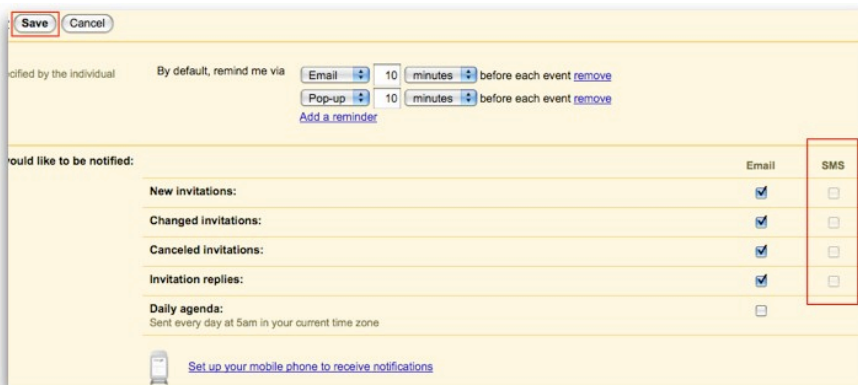 : Save Cancel
cified by the individual By default, remind me via Email 10 minutes before each event remove
Pop-up 10 minutes before each event remove
Add a reminder
ould like to be notified: Email SMS
New invitations:
Changed invitations:
Canceled invitations:
Invitation replies:
Daily agenda:
Sent every day at 5am in your current time zone
Set up your mobile phone to receive notifications